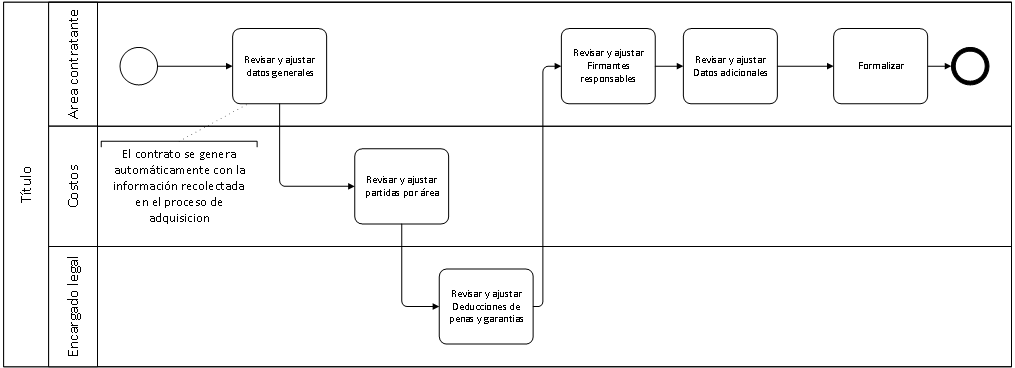 Título
Area contratante
Revisar y ajustar
datos generales
Revisar y ajustar
Firmantes
responsables
Revisar y ajustar
Datos adicionales
Formalizar
Costos
El contrato se genera
automáticamente con la
información recolectada
en el proceso de
adquisicion
Revisar y ajustar
partidas por área
Encargado legal
Revisar y ajustar
Deducciones de
penas y garantias